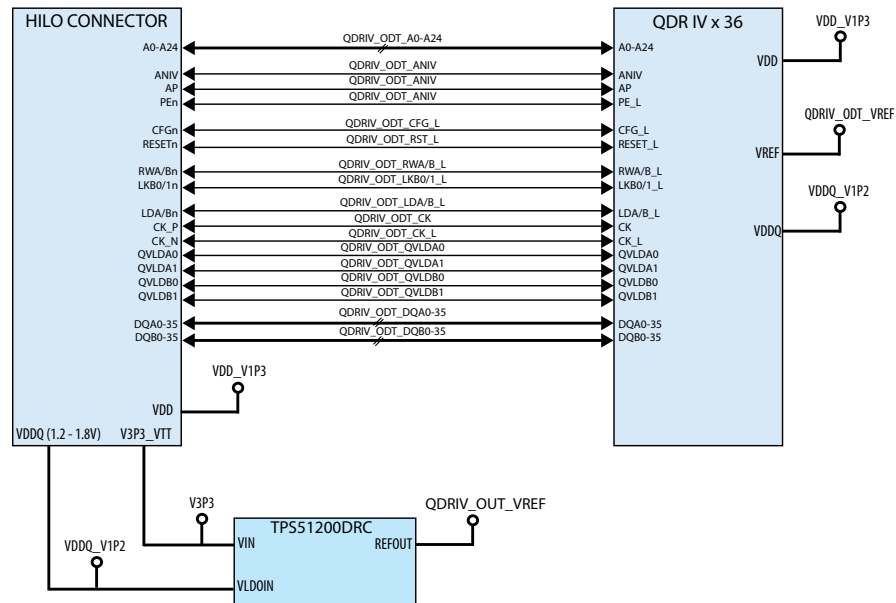 HILO CONNECTOR
QDR IV x 36
VDD_V1P3
A0-A24
QDRIV_ODT_A0-A24
A0-A24
VDD
ANIV
QDRIV_ODT_ANIV
ANIV
AP
QDRIV_ODT_ANIV
AP
PEn
QDRIV_ODT_ANIV
PE_L
QDRIV_ODT_VREF
CFGn
QDRIV_ODT_CFG_L
CFG_L
RESETn
QDRIV_ODT_RST_L
RESET_L
VREF
RWA/Bn
QDRIV_ODT_RWA/B_L
RWA/B_L
LKB0/1n
QDRIV_ODT_LKB0/1_L
LKB0/1_L
VDDQ_V1P2
LDA/Bn
QDRIV_ODT_LDA/B_L
LDA/B_L
CK_P
QDRIV_ODT_CK
CK
VDDQ
CK_N
QDRIV_ODT_CK_L
CK_L
QVLDA0
QDRIV_ODT_QVLDA0
QVLDA0
QVLDA1
QDRIV_ODT_QVLDA1
QVLDA1
QVLDB0
QDRIV_ODT_QVLDB0
QVLDB0
QVLDB1
QDRIV_ODT_QVLDB1
QVLDB1
DQA0-35
QDRIV_ODT_DQA0-35
DQA0-35
DQB0-35
QDRIV_ODT_DQB0-35
DQB0-35
VDD_V1P3
VDD
VDDQ (1.2 - 1.8V)
V3P3_VTT
V3P3
QDRIV_OUT_VREF
TPS51200DRC
VIN
REFOUT
VDDQ_V1P2
VLDOIN